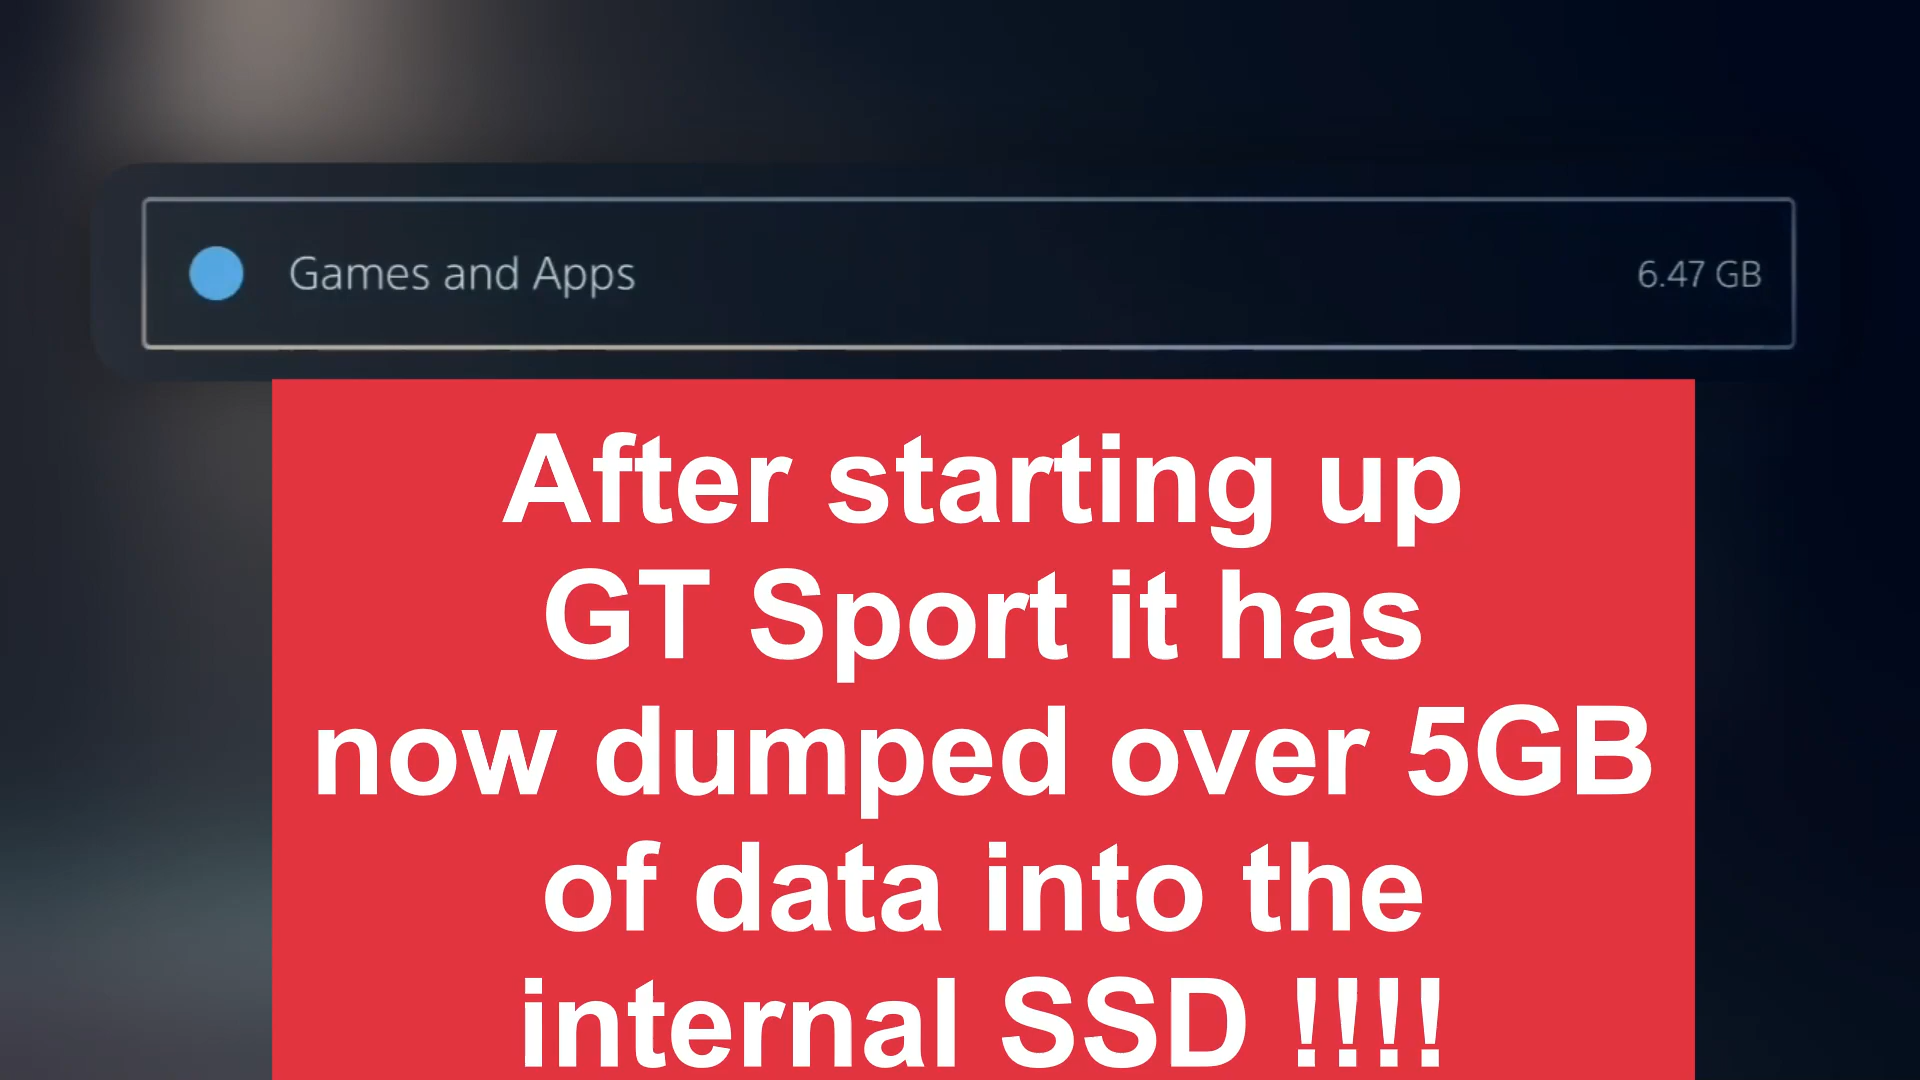 Games and Apps 6.47 GB
After starting up
GT Sport it has
now dumped over 5GB
of data into the
internal SSD !!!!